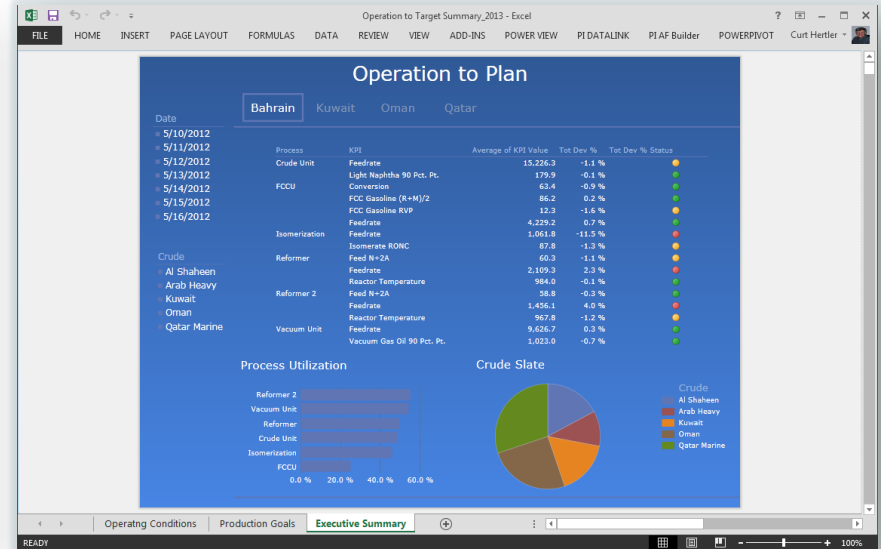 Operation to Target Summary_2013 - Excel
FILE HOME INSERT PAGE LAYOUT FORMULAS DATA REVIEW VIEW ADD-INS POWER VIEW PI DATALINK PI AF Builder POWERPIVOT Curt Hertler
Operation to Plan
Bahrain Kuwait Oman Qatar
Date
5/10/2012
5/11/2012
5/12/2012
5/13/2012
5/14/2012
5/15/2012
5/16/2012
Crude
Al Shaheen
Arab Heavy
Kuwait
Oman
Qatar Marine
Process KPI Average of KPI Value Tot Dev % Tot Dev % Status
Crude Unit Feedrate 15,226.3 -1.1 %
Light Naphtha 90 Pct. Pt. 179.9 -0.1 %
FCCU Conversion 63.4 -0.9 %
FCC Gasoline (R+M)/2 86.2 0.2 %
FCC Gasoline RVP 12.3 -1.6 %
Feedrate 4,229.2 0.7 %
Isomerization Feedrate 1,061.8 -11.5 %
Isomerate RONC 87.8 -1.3 %
Reformer Feed N+2A 60.3 -1.1 %
Feedrate 2,109.3 2.3 %
Reactor Temperature 984.0 -0.1 %
Reformer 2 Feed N+2A 58.8 -0.3 %
Feedrate 1,456.1 4.0 %
Reactor Temperature 967.8 -1.2 %
Vacuum Unit Feedrate 9,626.7 0.3 %
Vacuum Gas Oil 90 Pct. Pt. 1,023.0 -0.7 %
Process Utilization
Reformer 2
Vacuum Unit
Reformer
Crude Unit
Isomerization
FCCU
0.0 % 20.0 % 40.0 % 60.0 %
Crude Slate
Crude
Al Shaheen
Arab Heavy
Kuwait
Oman
Qatar Marine
Operatng Conditions Production Goals Executive Summary
READY 100%